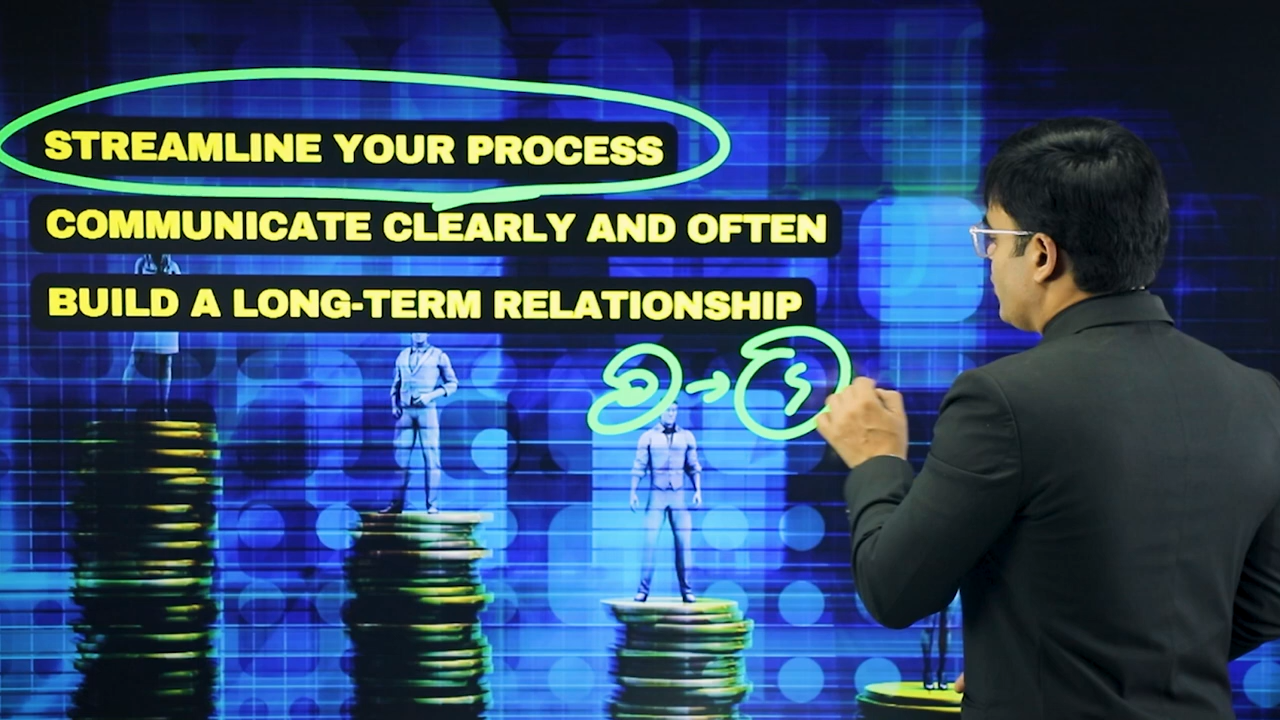 STREAMLINE YOUR PROCESS
COMMUNICATE CLEARLY AND OFTEN
BUILD A LONG-TERM RELATIONSHIP